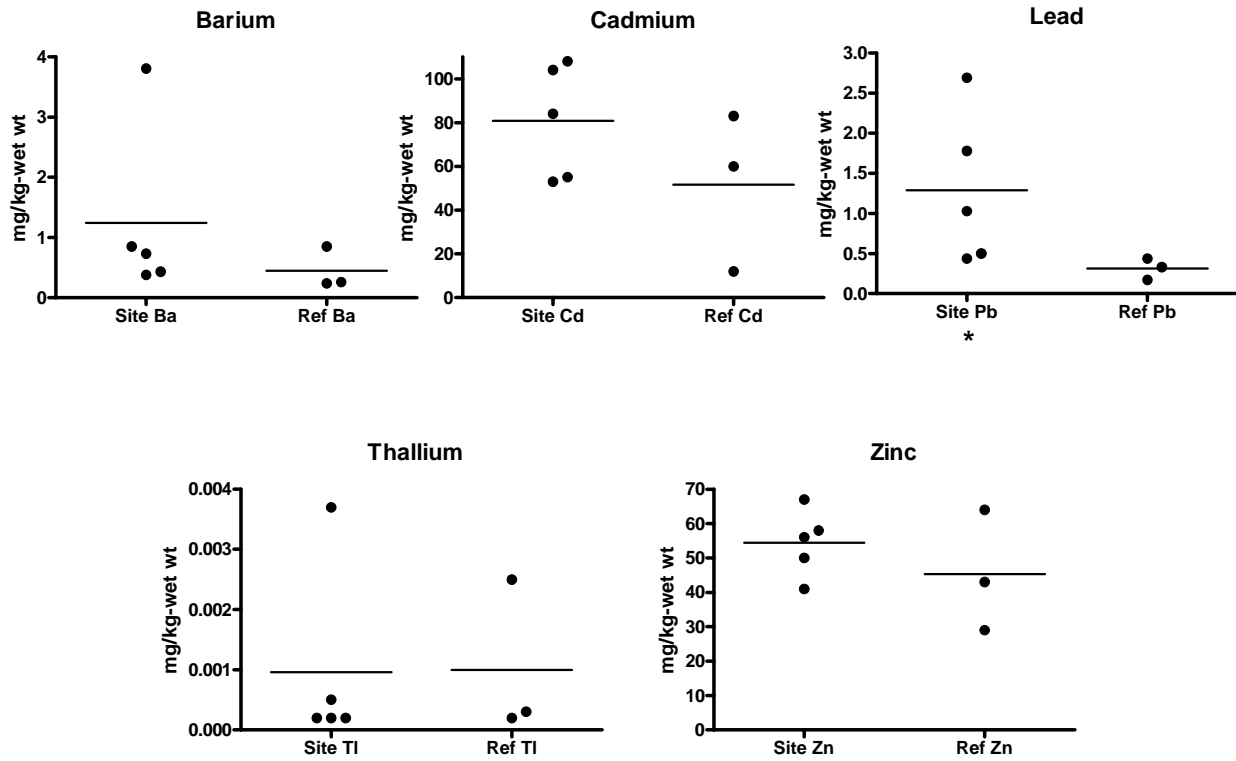 Barium
mg/kg-wet wt
4
3
2
1
0
Site Ba
Ref Ba
Cadmium
mg/kg-wet wt
100
80
60
40
20
0
Site Cd
Ref Cd
Lead
mg/kg-wet wt
3.0
2.5
2.0
1.5
1.0
0.5
0.0
Site Pb
Ref Pb
*
Thallium
mg/kg-wet wt
0.004
0.003
0.002
0.001
0.000
Site Tl
Ref Tl
Zinc
mg/kg-wet wt
70
60
50
40
30
20
10
0
Site Zn
Ref Zn